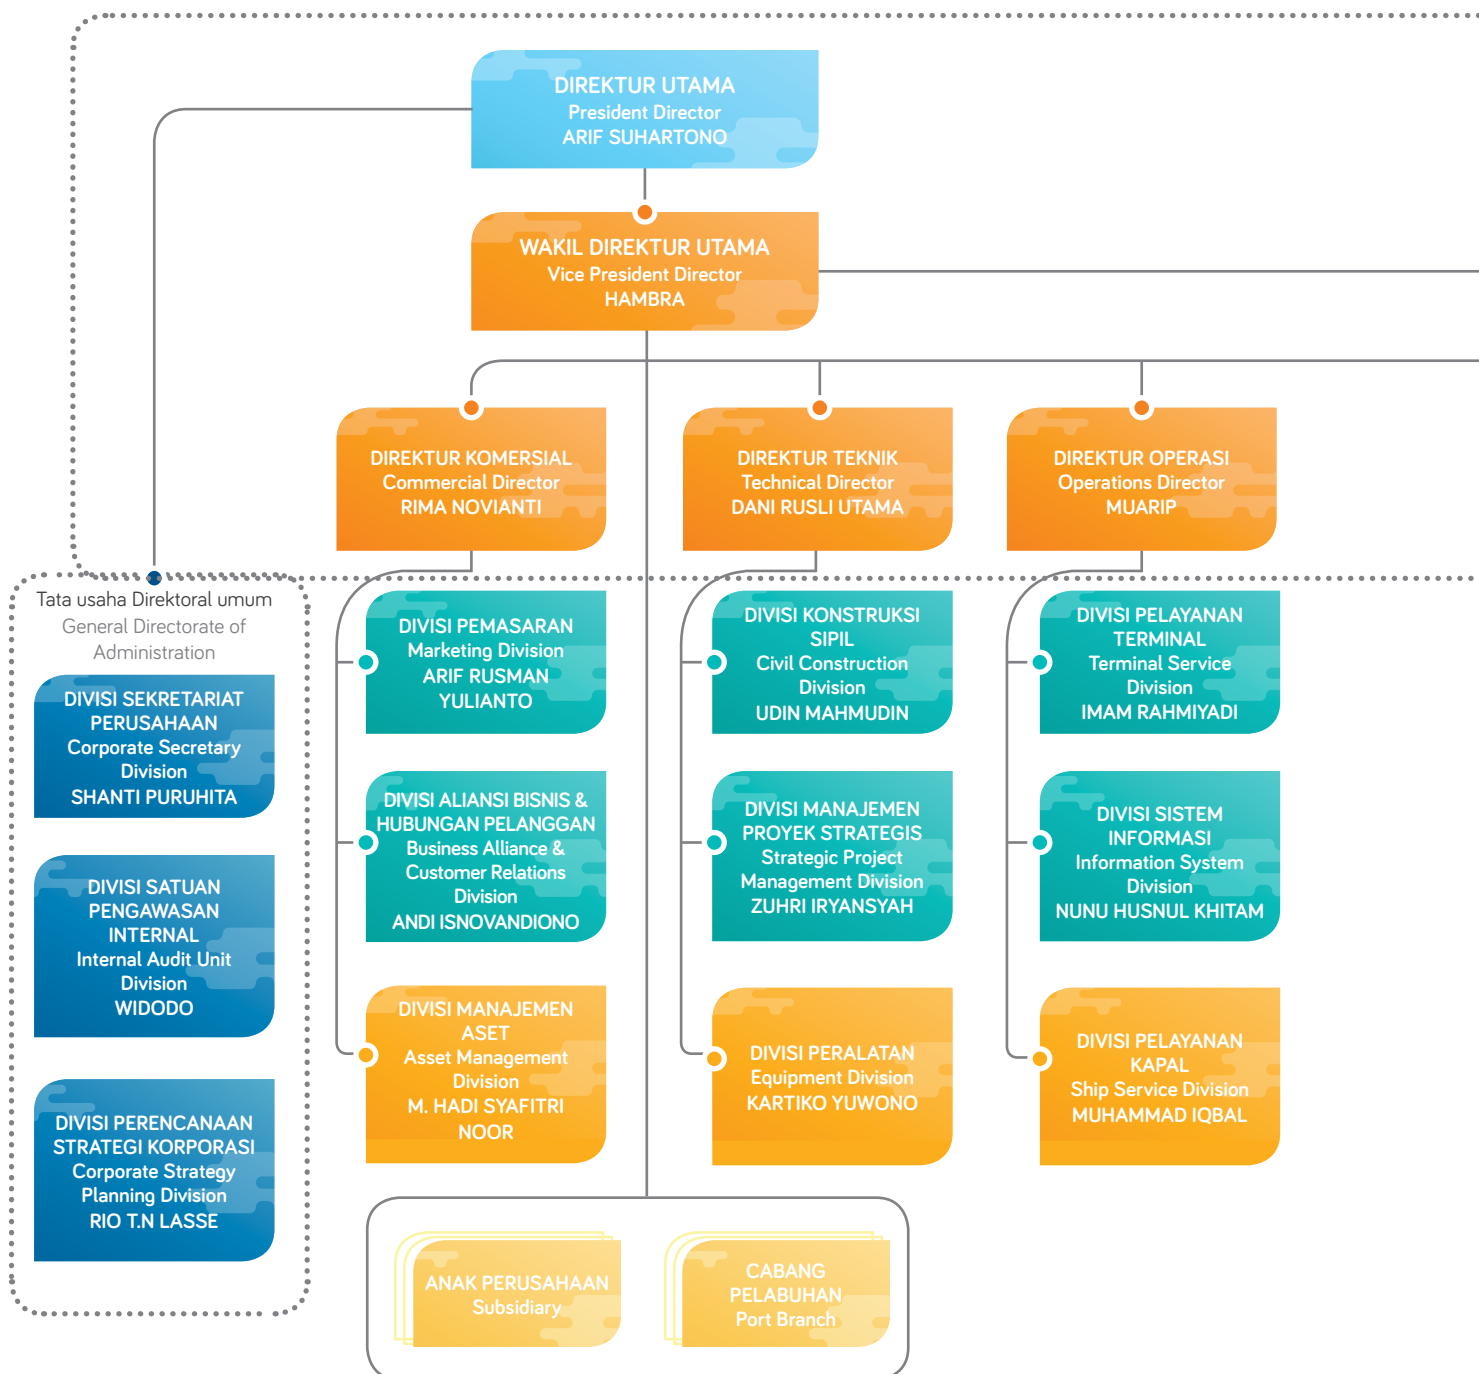 DIREKTUR UTAMA
President Director
ARIF SUHARTONO
WAKIL DIREKTUR UTAMA
Vice President Director
HAMBRA
DIREKTUR KOMERSIAL
Commercial Director
RIMA NOVIANTI
DIREKTUR TEKNIK
Technical Director
DANI RUSLI UTAMA
DIREKTUR OPERASI
Operations Director
MUARIP
Tata usaha Direktoral umum
General Directorate of
Administration
DIVISI SEKRETARIAT
PERUSAHAAN
Corporate Secretary
Division
SHANTI PURUHITA
DIVISI SATUAN
PENGAWASAN
INTERNAL
Internal Audit Unit
Division
WIDODO
DIVISI PERENCANAAN
STRATEGI KORPORASI
Corporate Strategy
Planning Division
RIO T.N LASSE
DIVISI PEMASARAN
Marketing Division
ARIF RUSMAN
YULIANTO
DIVISI ALIANSI BISNIS &
HUBUNGAN PELANGGAN
Business Alliance &
Customer Relations
Division
ANDI ISNOVANDIONO
DIVISI MANAJEMEN
ASET
Asset Management
Division
M. HADI SYAFITRI
NOOR
DIVISI KONSTRUKSI
SIPIL
Civil Construction
Division
UDIN MAHMUDIN
DIVISI MANAJEMEN
PROYEK STRATEGIS
Strategic Project
Management Division
ZUHRI IRYANSYAH
DIVISI PERALATAN
Equipment Division
KARTIKO YUWONO
DIVISI PELAYANAN
TERMINAL
Terminal Service
Division
IMAM RAHMIYADI
DIVISI SISTEM
INFORMASI
Information System
Division
NUNU HUSNUL KHITAM
DIVISI PELAYANAN
KAPAL
Ship Service Division
MUHAMMAD IQBAL
ANAK PERUSAHAAN
Subsidiary
CABANG
PELABUHAN
Port Branch